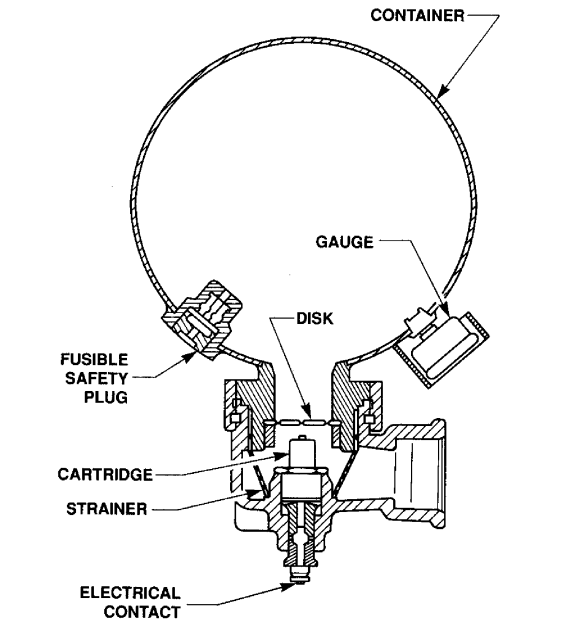 CONTAINER
GAUGE
DISK
FUSIBLE
SAFETY
PLUG
CARTRIDGE
STRAINER
ELECTRICAL
CONTACT